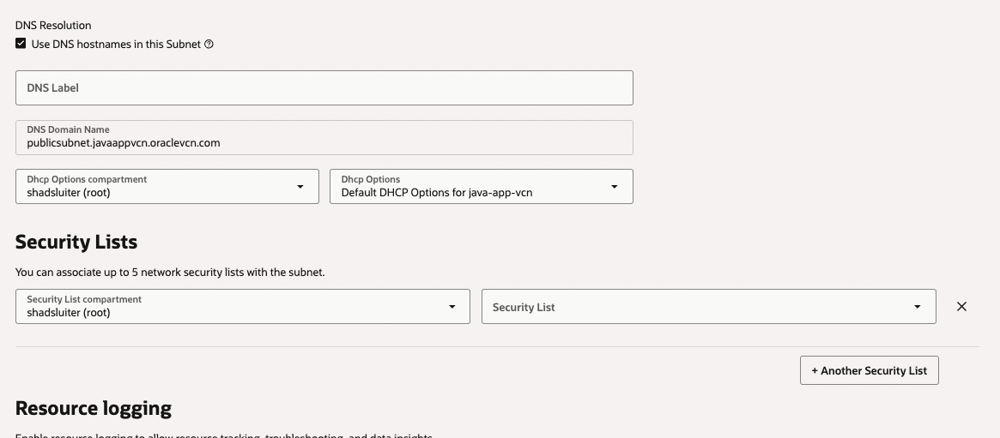 DNS Resolution
Use DNS hostnames in this Subnet
DNS Label
DNS Domain Name
publicsubnet.javaappvcn.oraclevcn.com
Dhcp Options compartment
shadsluiter (root)
Dhcp Options
Default DHCP Options for java-app-vcn
Security Lists
You can associate up to 5 network security lists with the subnet.
Security List compartment
shadsluiter (root)
Security List
+ Another Security List
Resource logging
Enable resource logging to allow resource tracking, troubleshooting, and data insights.